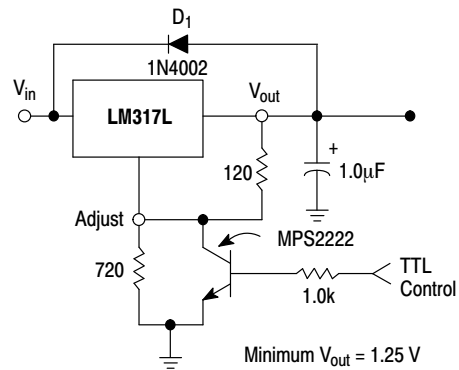 D1
1N4002
Vin
LM317L
Vout
120
+
1.0μF
Adjust
MPS2222
720
1.0k
TTL
Control
Minimum Vout = 1.25 V